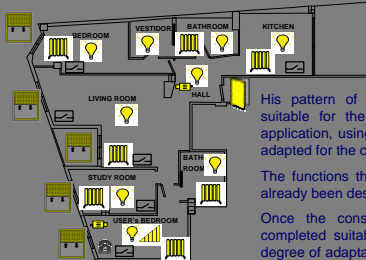 BEDROOM
VESTIDOR
BATHROOM
KITCHEN
HALL
LIVING ROOM
BATH
ROOM
STUDY ROOM
USER's BEDROOM
His pattern of
suitable for the
application, using
adapted for the c
The functions th
already been des
Once the cons
completed suitab
degree of adapta